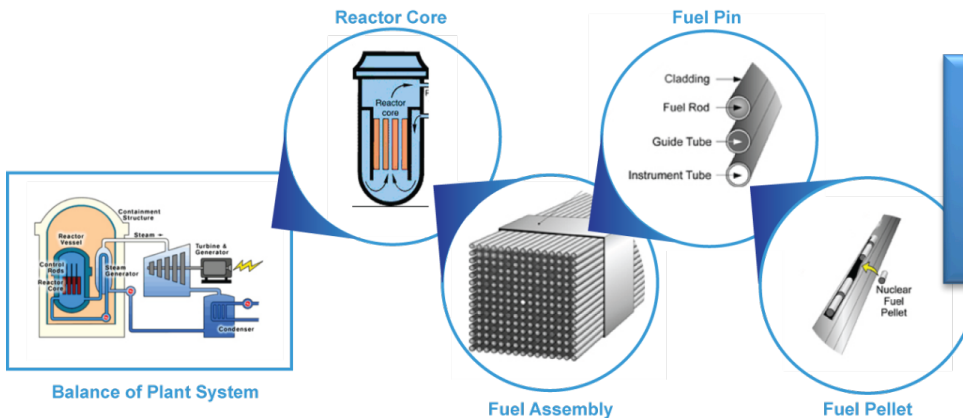 Reactor Core
Fuel Pin
Reactor
core
Cladding
Fuel Rod
Guide Tube
Instrument Tube
Containment
Structure
Reactor
Vessel
Steam
Turbine &
Generator
Control
Rods
Reactor
Core
Steam
Generator
Condenser
Nuclear
Fuel
Pellet
Balance of Plant System
Fuel Assembly
Fuel Pellet